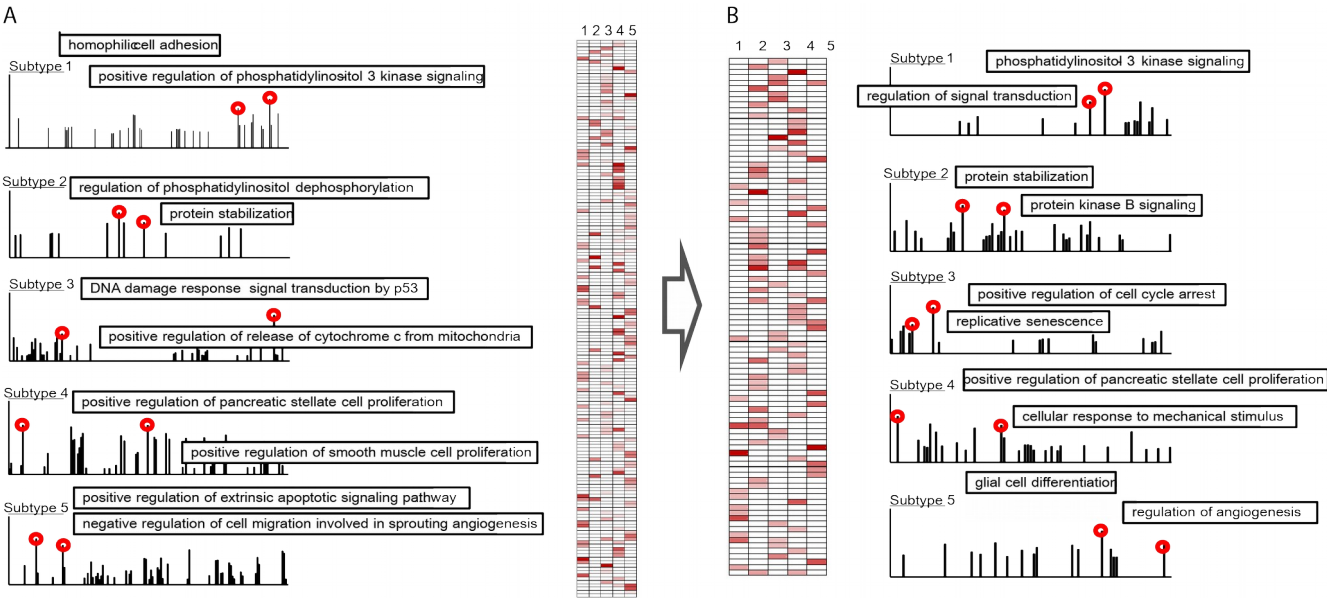 A
homophiliccell adhesion
Subtype 1
positive regulation of phosphatidylinositol 3 kinase signaling
Subtype 2
regulation of phosphatidylinositol dephosphorylation
protein stabilization
Subtype 3
DNA damage response signal transduction by p53
positive regulation of release of cytochrome c from mitochondria
Subtype 4
positive regulation of pancreatic stellate cell proliferation
positive regulation of smooth muscle cell proliferation
positive regulation of extrinsic apoptotic signaling pathway
Subtype 5
negative regulation of cell migration involved in sprouting angiogenesis
1 2 3 4 5
B
1 2 3 4 5
Subtype 1
phosphatidylinositol 3 kinase signaling
regulation of signal transduction
Subtype 2
protein stabilization
protein kinase B signaling
Subtype 3
positive regulation of cell cycle arrest
replicative senescence
Subtype 4
positive regulation of pancreatic stellate cell proliferation
cellular response to mechanical stimulus
glial cell differentiation
Subtype 5
regulation of angiogenesis